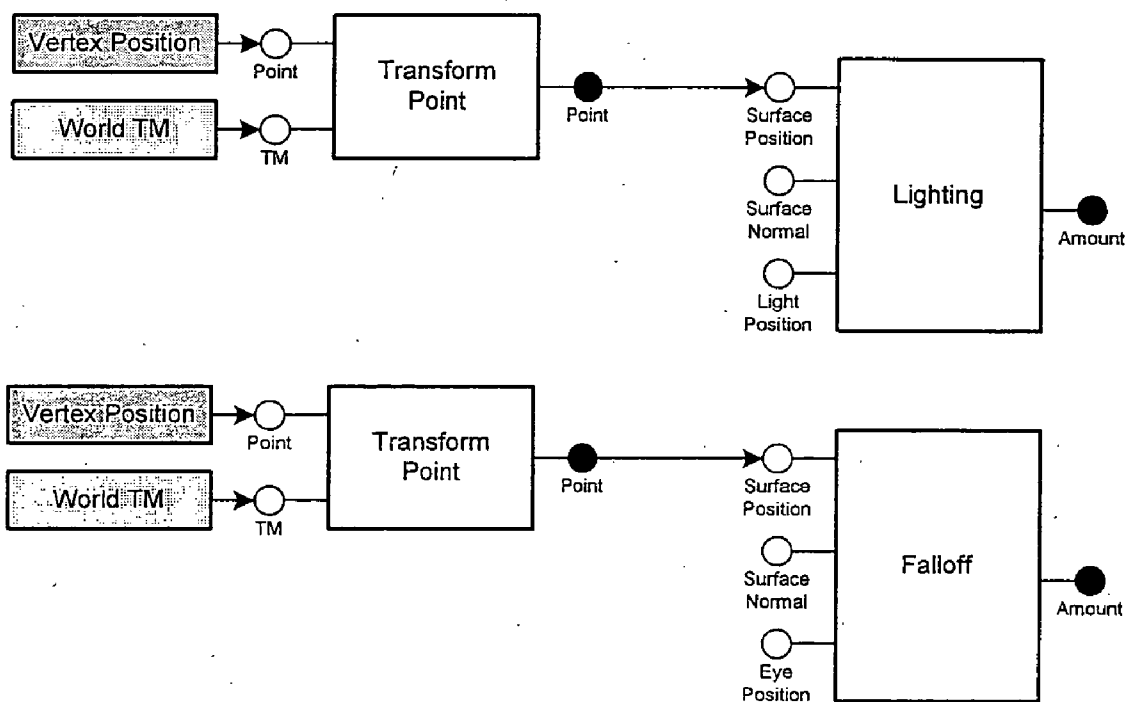 Vertex Position
Point
World TM
TM
Transform
Point
Point
Surface
Position
Surface
Normal
Light
Position
Lighting
Amount
Vertex Position
Point
World TM
TM
Transform
Point
Point
Surface
Position
Surface
Normal
Eye
Position
Falloff
Amount